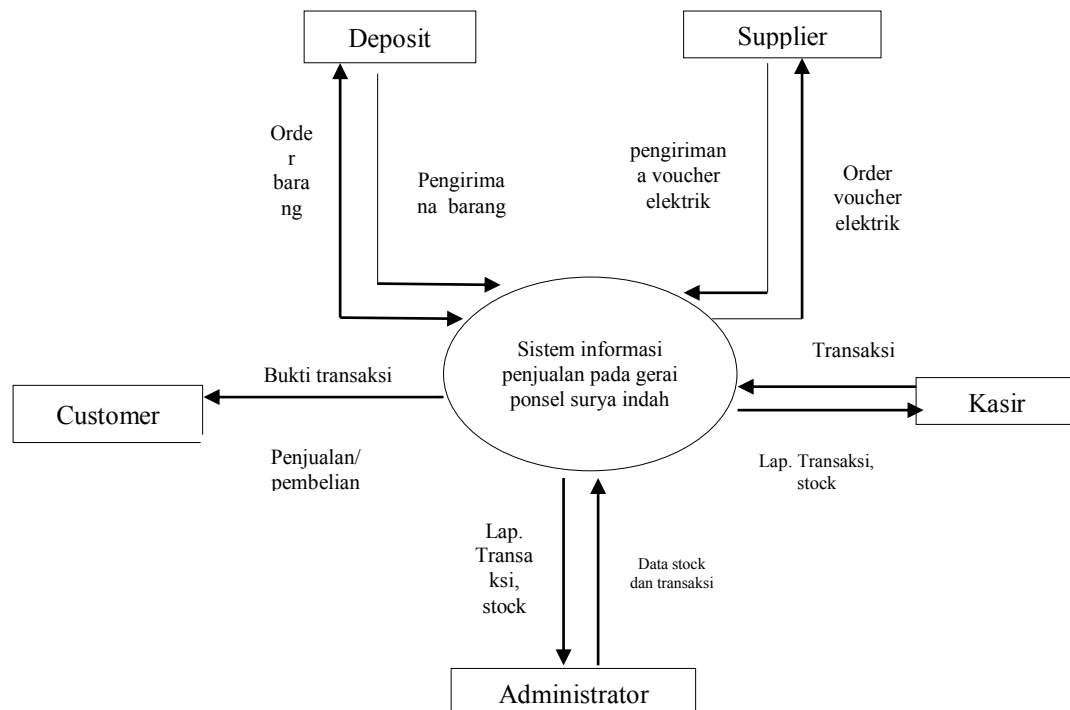 Deposit
Supplier
Orde
r
bara
ng
Pengirima
na barang
pengiriman
a voucher
elektrik
Order
voucher
elektrik
Sistem informasi
penjualan pada gerai
ponsel surya indah
Transaksi
Bukti transaksi
Customer
Kasir
Penjualan/
pembelian
Lap. Transaksi,
stock
Lap.
Transa
ksi,
stock
Data stock
dan transaksi
Administrator